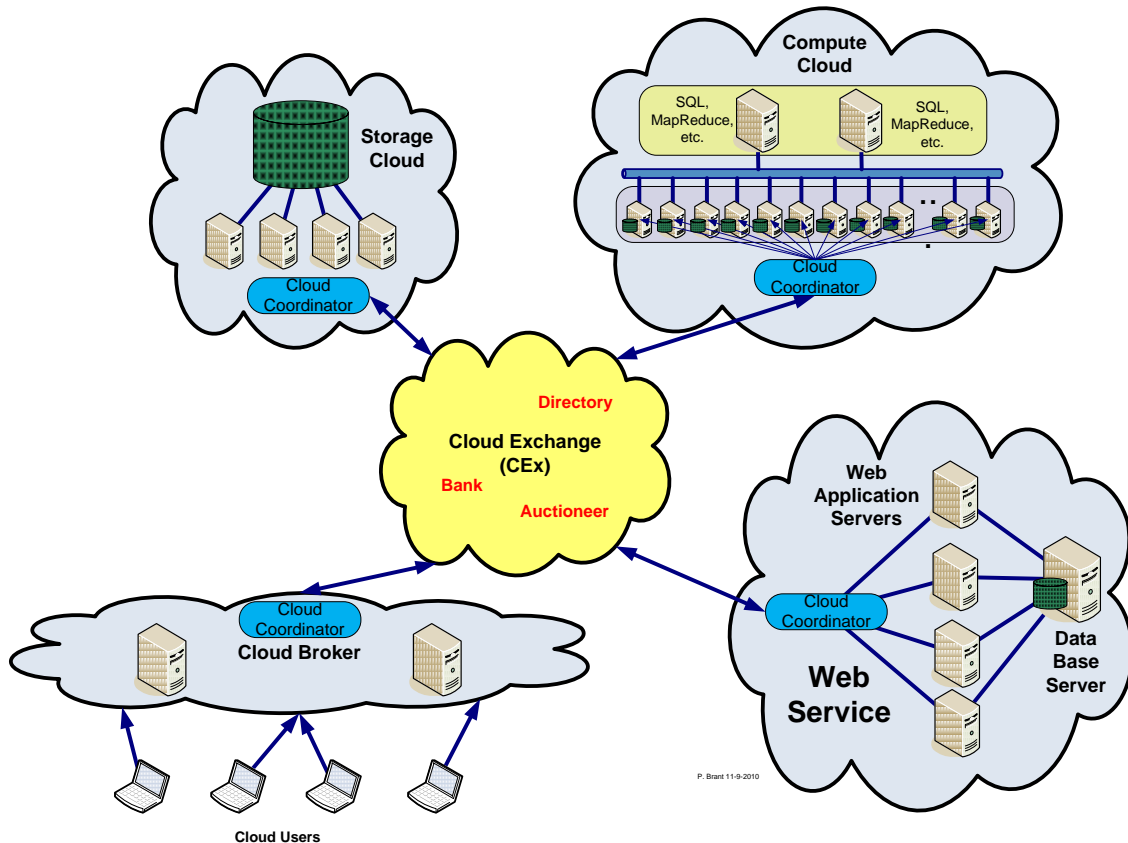 Compute
Cloud
SQL,
MapReduce,
etc.
SQL,
MapReduce,
etc.
Storage
Cloud
Cloud
Coordinator
Cloud
Coordinator
Directory
Cloud Exchange
(CEx)
Bank
Auctioneer
Web
Application
Servers
Cloud
Coordinator
Data
Base
Server
Web
Service
Cloud
Coordinator
Cloud Broker
P. Brant 11-9-2010
Cloud Users